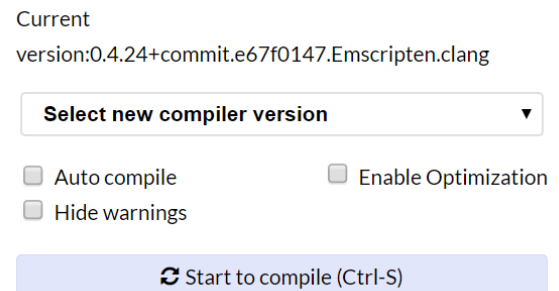 Current
version:0.4.24+commit.e67f0147.Emscripten.clang
Select new compiler version
Auto compile
Enable Optimization
Hide warnings
Start to compile (Ctrl-S)